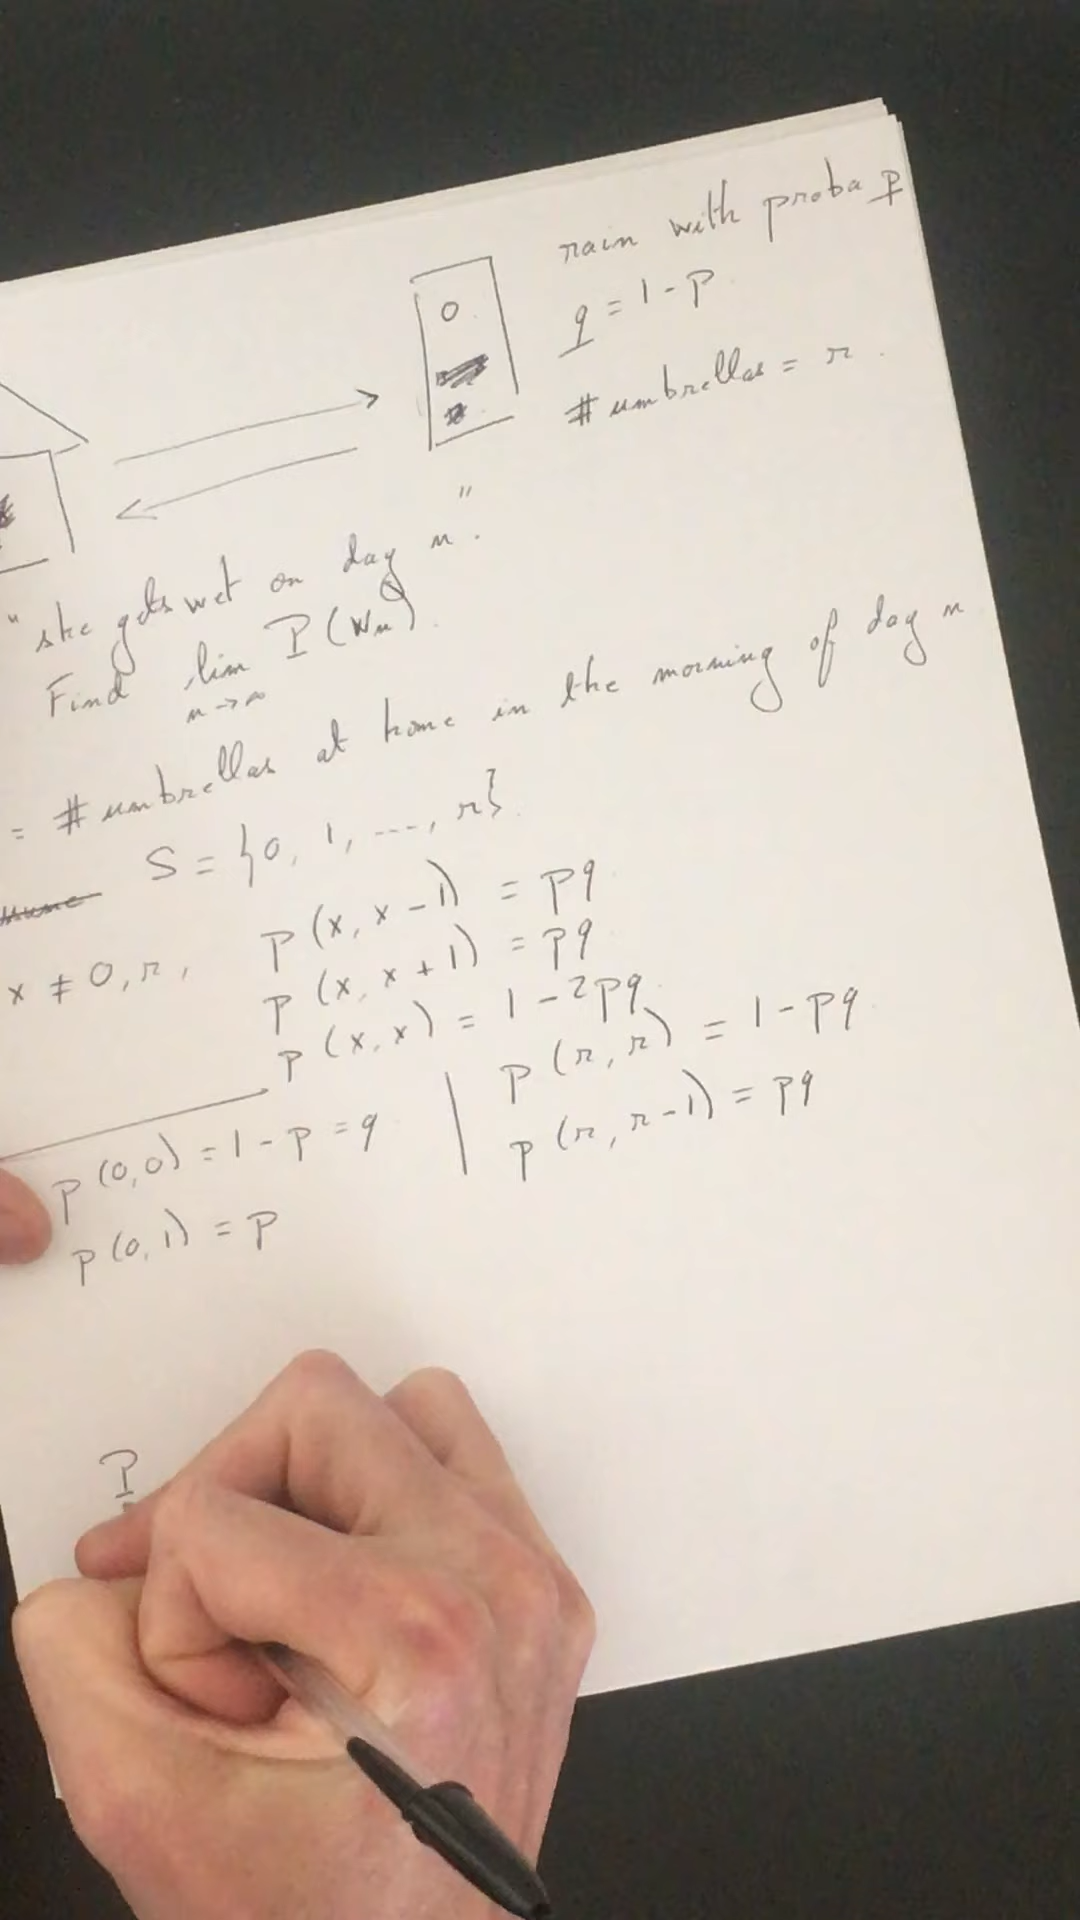 rain with proba p
q = 1 - p
# umbrellas = r.
0
"she gets wet on day n."
Find lim P(Wn).
n→∞
= # umbrellas at home in the morning of day n
S = {0, 1, ..., r}.
x ≠ 0, r, p(x, x - 1) = pq
p(x, x + 1) = pq
p(x, x) = 1 - 2pq
p(0, 0) = 1 - p = q
p(0, 1) = p
p(r, r) = 1 - pq
p(r, r - 1) = pq
P